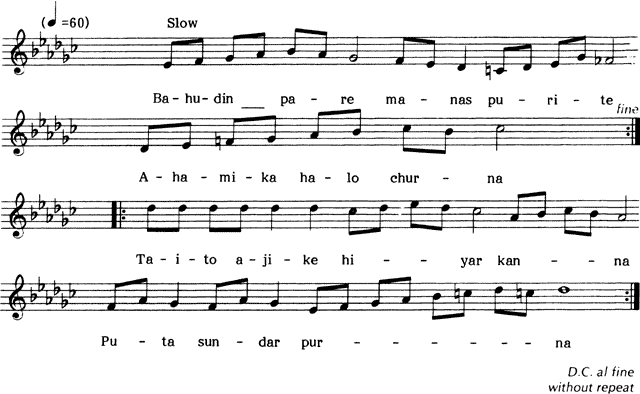 (♩=60) Slow
Ba-hu-din ___ pa - re ma-nas pu-ri - te
fine
A-ha-mi-ka ha-lo chur - na
Ta-i-to a-ji-ke hi - yar kan - na
Pu-ta sun-dar pur - - - - - na
D.C. al fine
without repeat